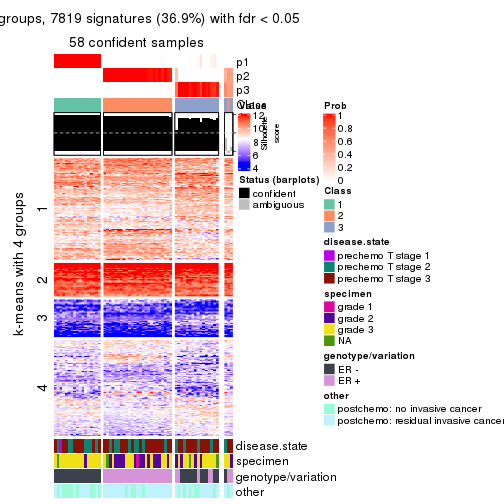 groups, 7819 signatures (36.9%) with fdr < 0.05
58 confident samples
p1
p2
p3
Value
12
10
8
6
4
Silhouette
score
Prob
1
0.8
0.6
0.4
0.2
0
Status (barplots)
confident
ambiguous
Class
1
2
3
disease.state
prechemo T stage 1
prechemo T stage 2
prechemo T stage 3
specimen
grade 1
grade 2
grade 3
NA
genotype/variation
ER -
ER +
other
postchemo: no invasive cancer
postchemo: residual invasive cancer
k-means with 4 groups
1
2
3
4
disease.state
specimen
genotype/variation
other